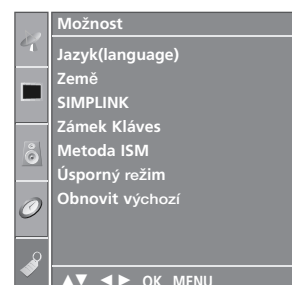 Možnost
Jazyk(language)
Země
SIMPLINK
Zámek Kláves
Metoda ISM
Úsporný režim
Obnovit výchozí
▲▼ ◄► OK MENU